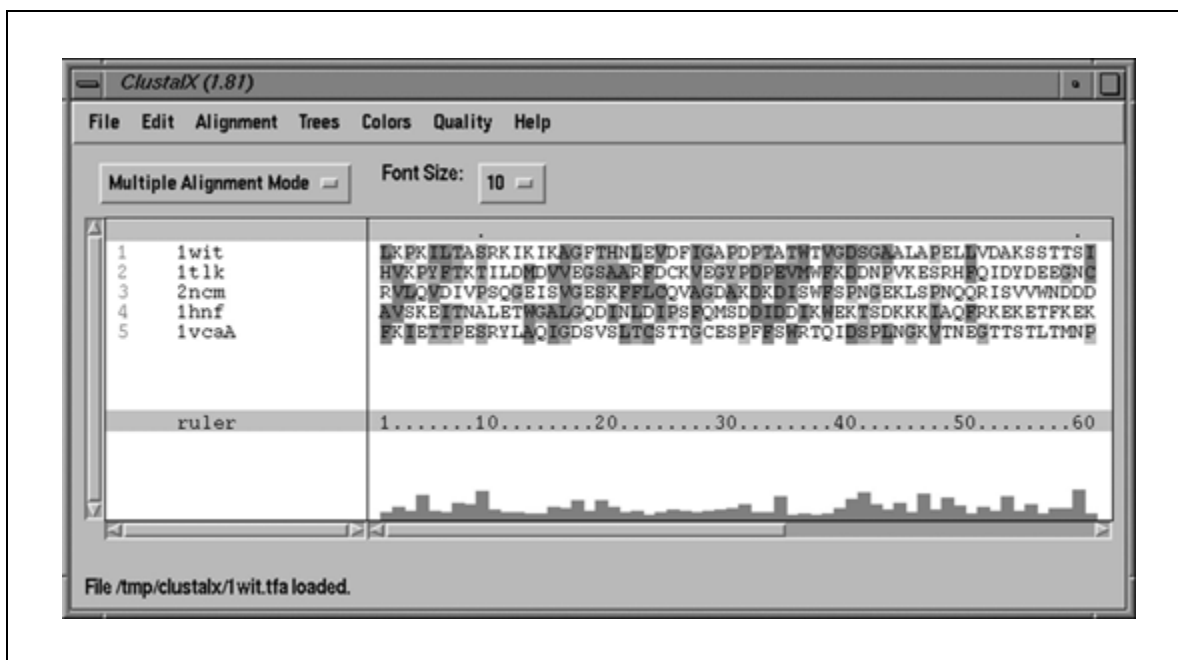 ClustalX (1.81)
File Edit Alignment Trees Colors Quality Help
Multiple Alignment Mode Font Size: 10
1 1wit LKPKILTASRKIKIKAGFTHNLEVDFIGAPDPTATWTVGDSGAALAPELLVDAKSSTTSI
2 1tlk HVKPYFTKTILDMDVVEGSAARFDCKVEGYPDPEVMWFKDDNPVKESRHFQIDYDEEGNC
3 2ncm RVLQVDIVPSQGEISVGESKFFLCQVAGDAKDKDISWFSPNGEKLSPNQQRISVVWNDDD
4 1hnf AVSKEITNALETWGALGQDINLDIPSFQMSDDIDDIKWEKTSDKKKIAQFRKEKETFKEK
5 1vcaA FKIETTPESRYLAQIGDSVSLTCSTTGCESPFFSWRTQIDSPLNGKVTNEGTTSTLTMNP
ruler 1.......10........20........30........40........50........60
File /tmp/clustalx/1wit.tfa loaded.